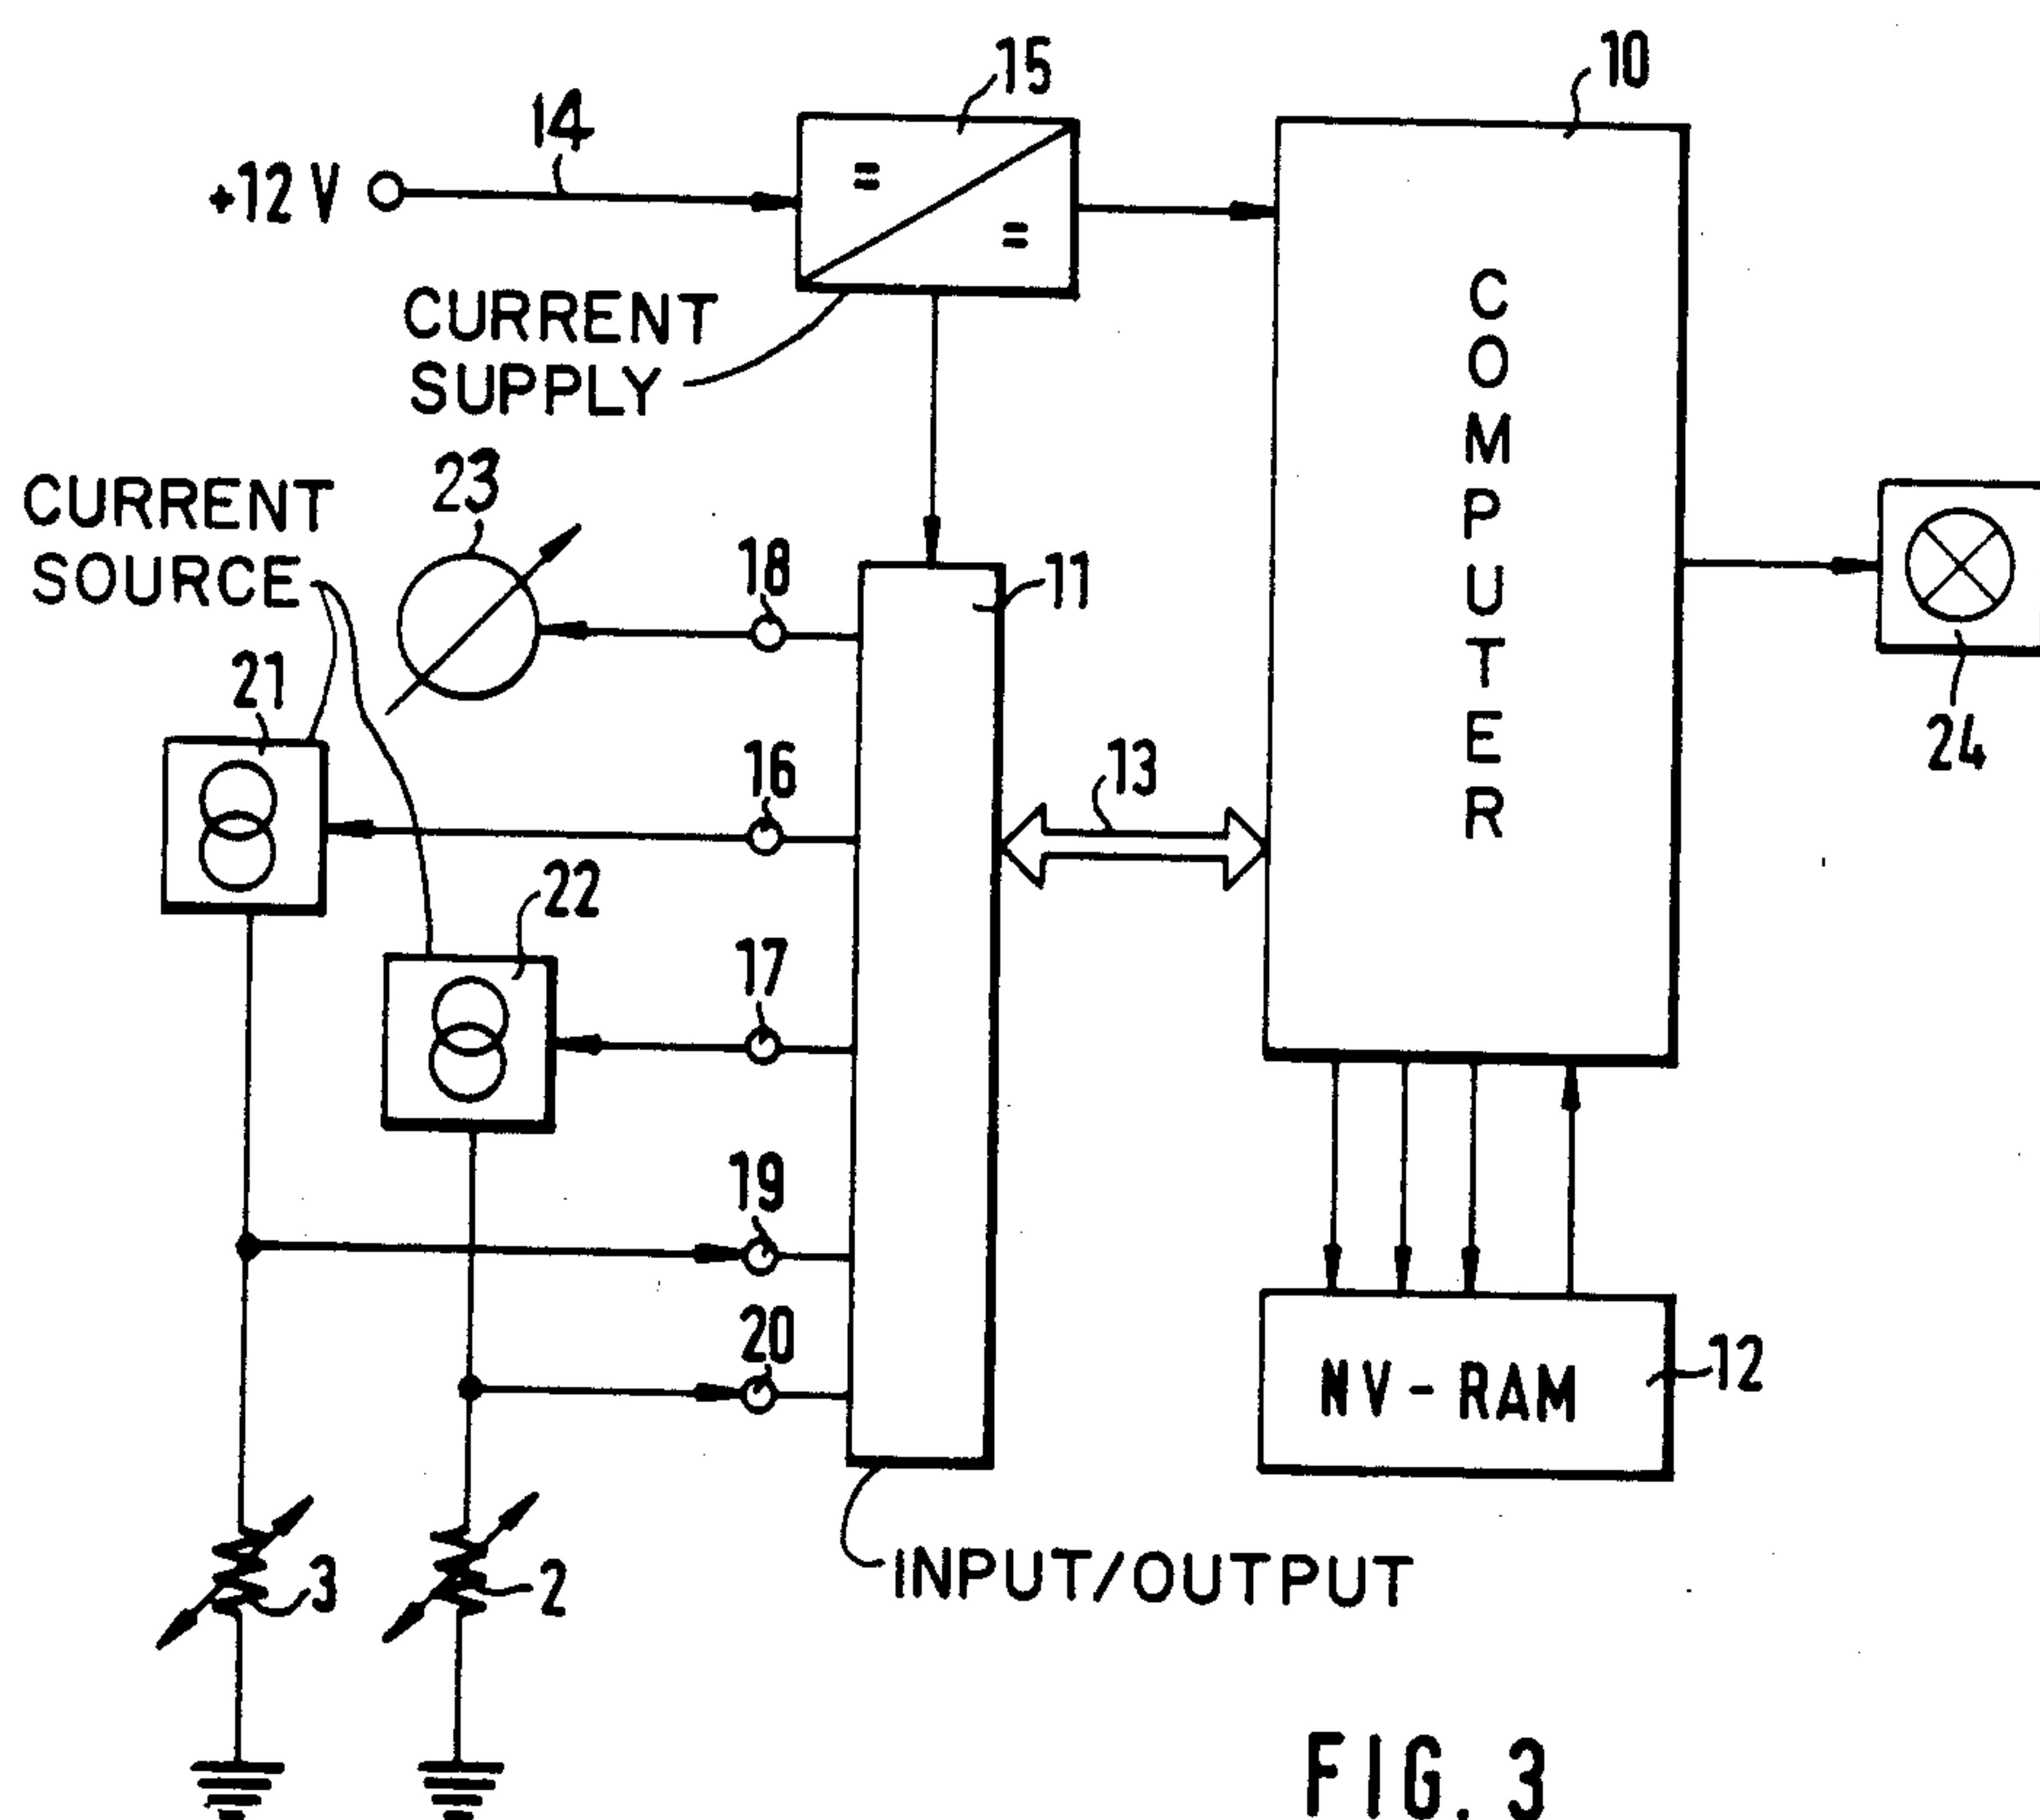 15
10
14
+12 V
=
=
CURRENT
SUPPLY
COMPUTER
CURRENT
SOURCE
23
18
11
21
16
13
24
22
17
19
20
NV-RAM
12
3
2
INPUT/OUTPUT
FIG. 3